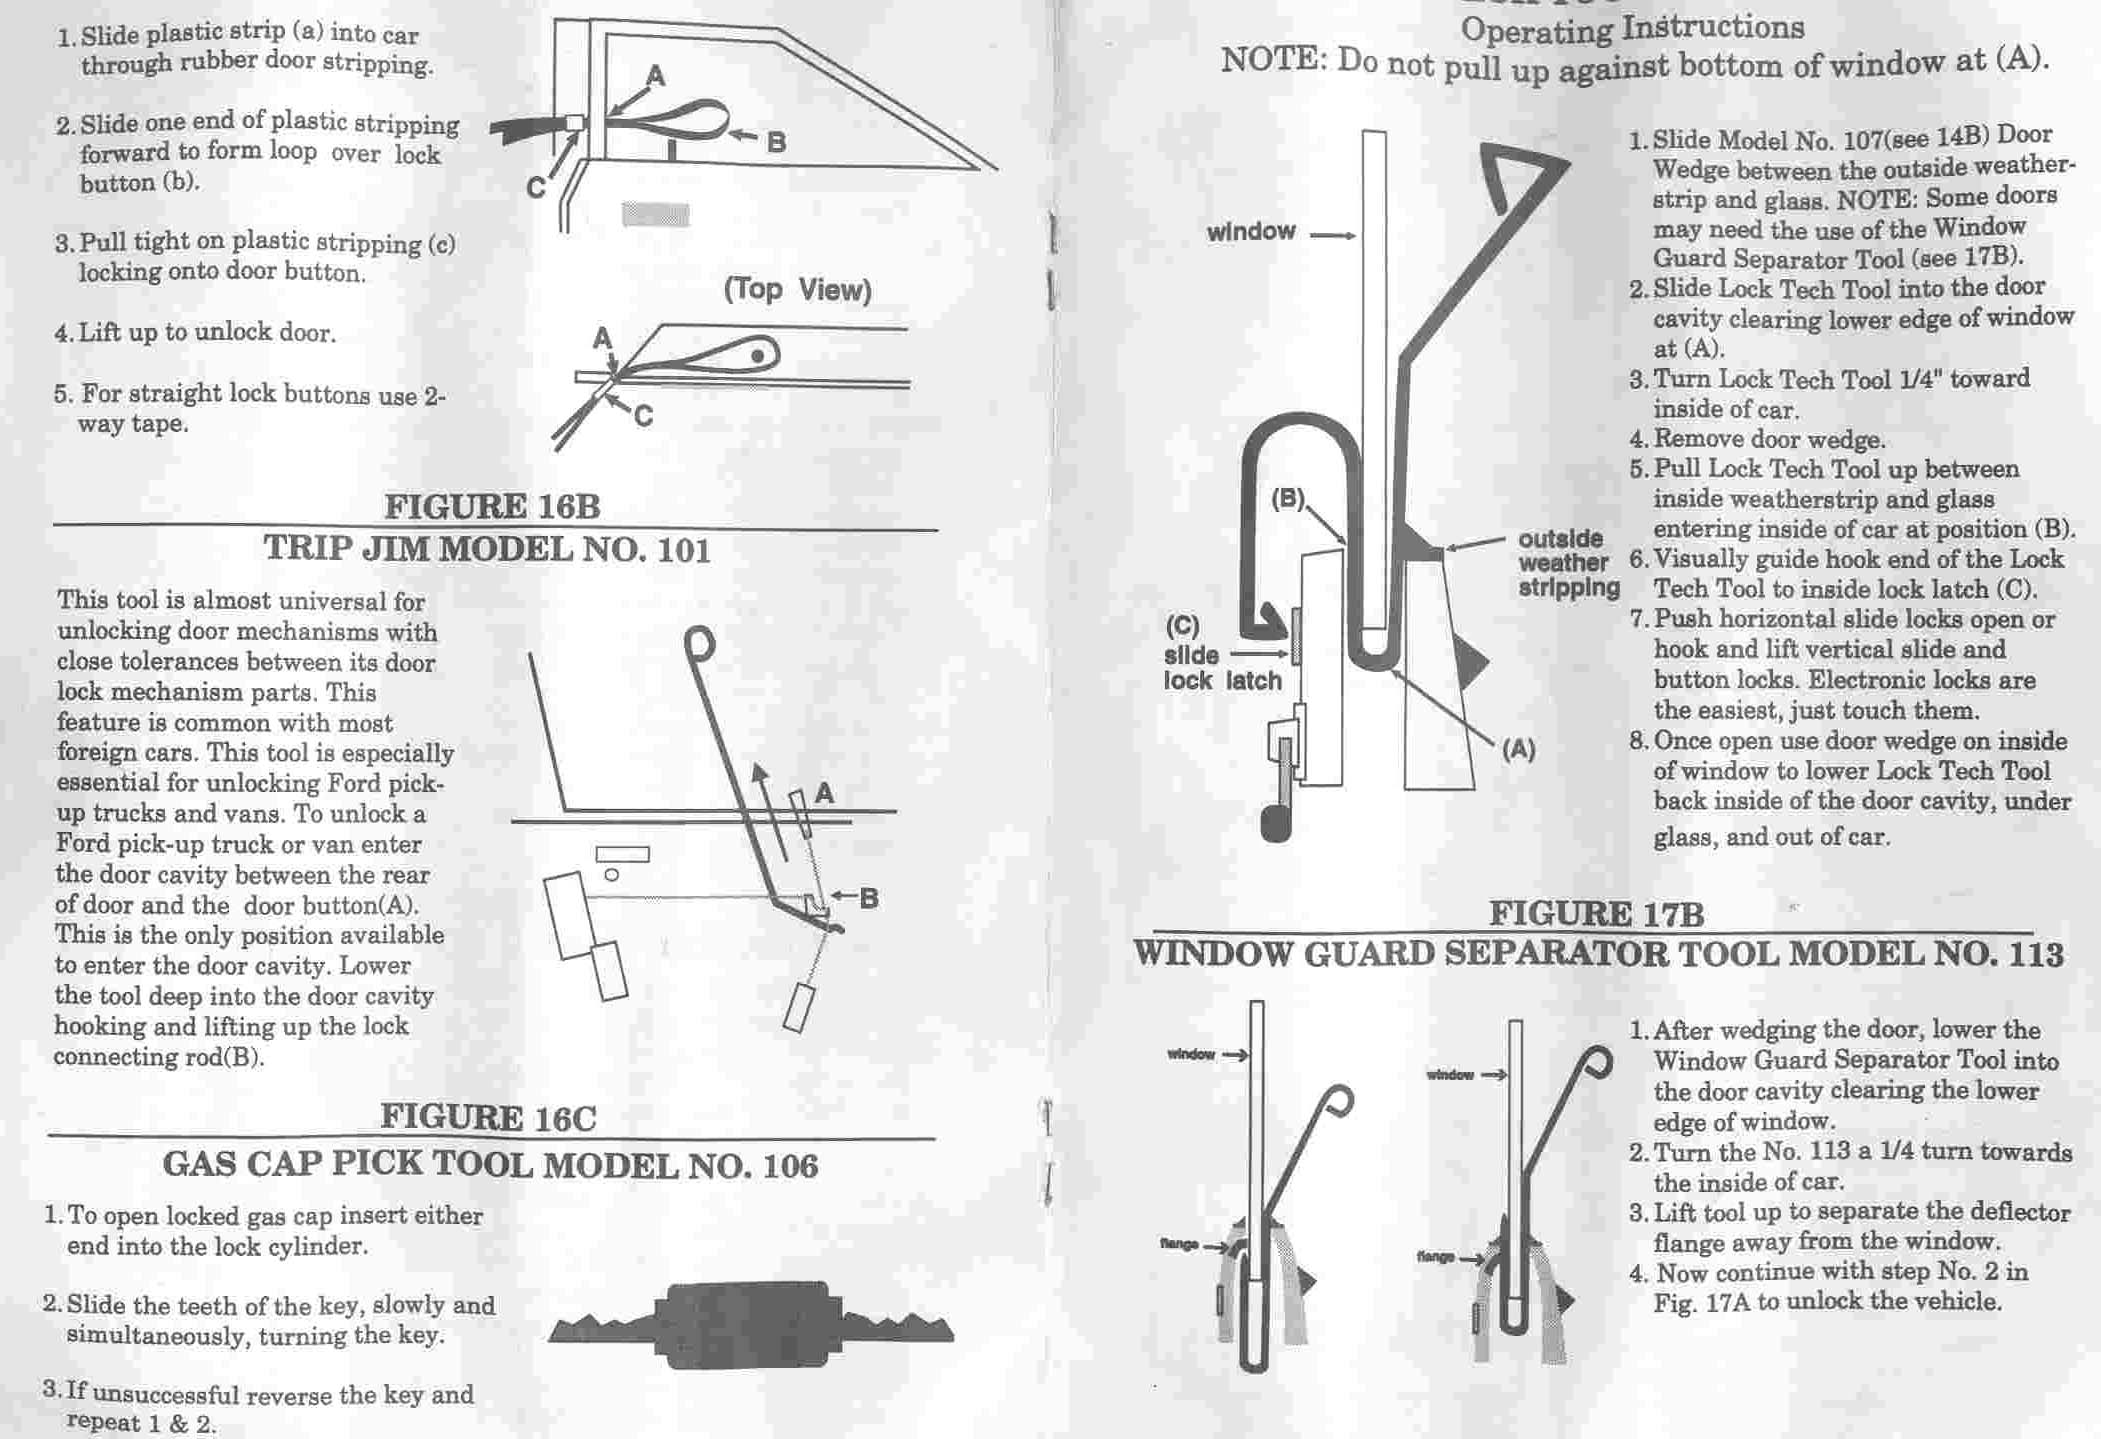 1. Slide plastic strip (a) into car
through rubber door stripping.
2. Slide one end of plastic stripping
forward to form loop over lock
button (b).
3. Pull tight on plastic stripping (c)
locking onto door button.
4. Lift up to unlock door.
5. For straight lock buttons use 2-
way tape.
A
B
C
(Top View)
A
C
FIGURE 16B
TRIP JIM MODEL NO. 101
This tool is almost universal for
unlocking door mechanisms with
close tolerances between its door
lock mechanism parts. This
feature is common with most
foreign cars. This tool is especially
essential for unlocking Ford pick-
up trucks and vans. To unlock a
Ford pick-up truck or van enter
the door cavity between the rear
of door and the door button(A).
This is the only position available
to enter the door cavity. Lower
the tool deep into the door cavity
hooking and lifting up the lock
connecting rod(B).
A
B
FIGURE 16C
GAS CAP PICK TOOL MODEL NO. 106
1. To open locked gas cap insert either
end into the lock cylinder.
2. Slide the teeth of the key, slowly and
simultaneously, turning the key.
3. If unsuccessful reverse the key and
repeat 1 & 2.
Operating Instructions
NOTE: Do not pull up against bottom of window at (A).
window
(B)
outside
weather
stripping
(C)
slide
lock latch
(A)
1. Slide Model No. 107(see 14B) Door
Wedge between the outside weather-
strip and glass. NOTE: Some doors
may need the use of the Window
Guard Separator Tool (see 17B).
2. Slide Lock Tech Tool into the door
cavity clearing lower edge of window
at (A).
3. Turn Lock Tech Tool 1/4" toward
inside of car.
4. Remove door wedge.
5. Pull Lock Tech Tool up between
inside weatherstrip and glass
entering inside of car at position (B).
6. Visually guide hook end of the Lock
Tech Tool to inside lock latch (C).
7. Push horizontal slide locks open or
hook and lift vertical slide and
button locks. Electronic locks are
the easiest, just touch them.
8. Once open use door wedge on inside
of window to lower Lock Tech Tool
back inside of the door cavity, under
glass, and out of car.
FIGURE 17B
WINDOW GUARD SEPARATOR TOOL MODEL NO. 113
window
flange
window
flange
1. After wedging the door, lower the
Window Guard Separator Tool into
the door cavity clearing the lower
edge of window.
2. Turn the No. 113 a 1/4 turn towards
the inside of car.
3. Lift tool up to separate the deflector
flange away from the window.
4. Now continue with step No. 2 in
Fig. 17A to unlock the vehicle.